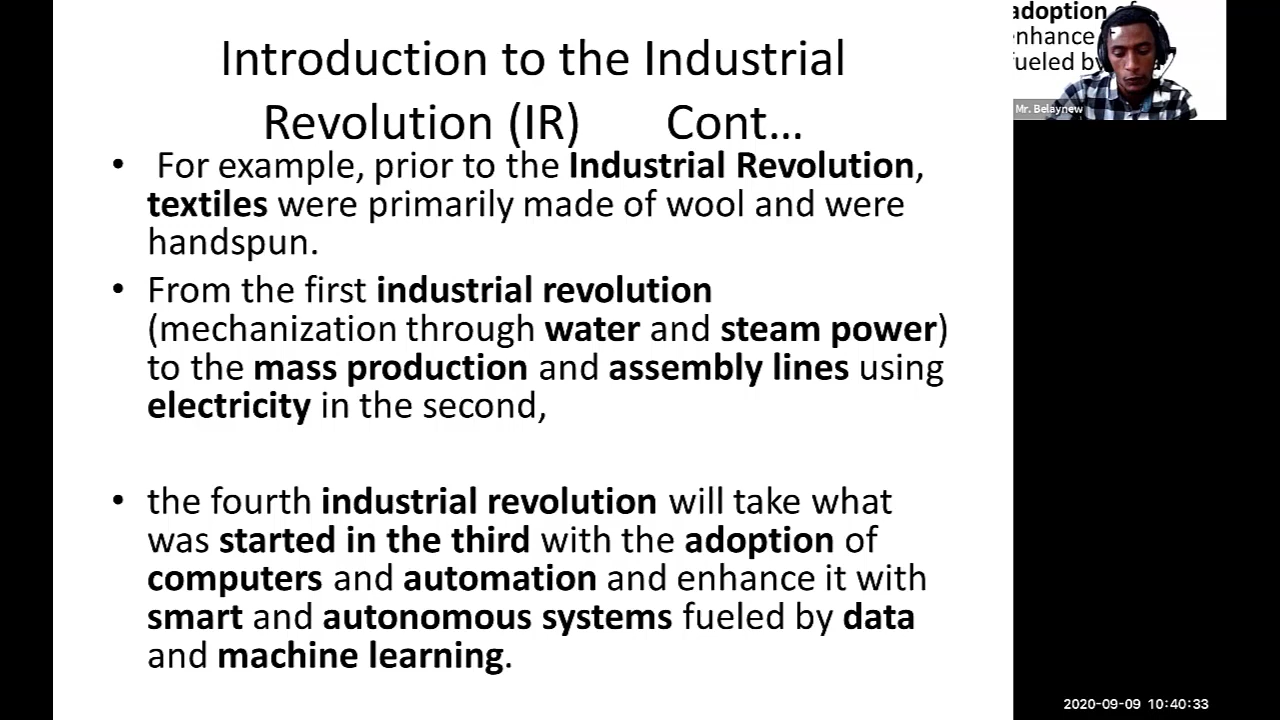 Introduction to the Industrial
Revolution (IR) Cont...
• For example, prior to the Industrial Revolution,
textiles were primarily made of wool and were
handspun.
• From the first industrial revolution
(mechanization through water and steam power)
to the mass production and assembly lines using
electricity in the second,
• the fourth industrial revolution will take what
was started in the third with the adoption of
computers and automation and enhance it with
smart and autonomous systems fueled by data
and machine learning.
adoption of
enhance
fueled by
Mr. Belaynew
2020-09-09 10:40:33